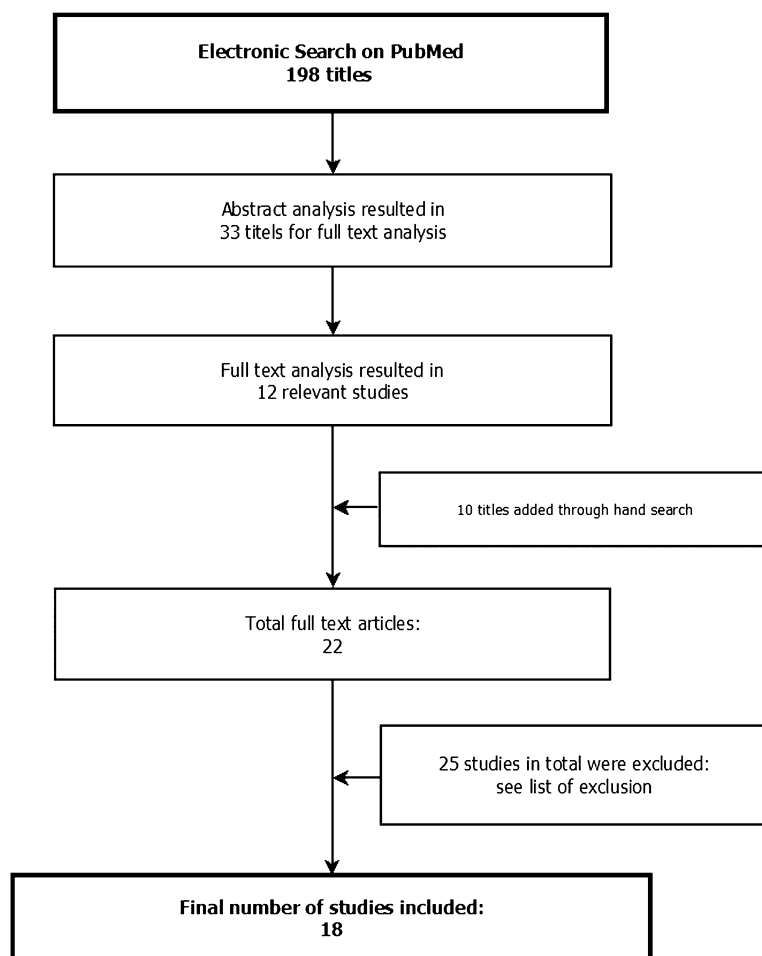 Electronic Search on PubMed
198 titles
Abstract analysis resulted in
33 titels for full text analysis
Full text analysis resulted in
12 relevant studies
10 titles added through hand search
Total full text articles:
22
25 studies in total were excluded:
see list of exclusion
Final number of studies included:
18